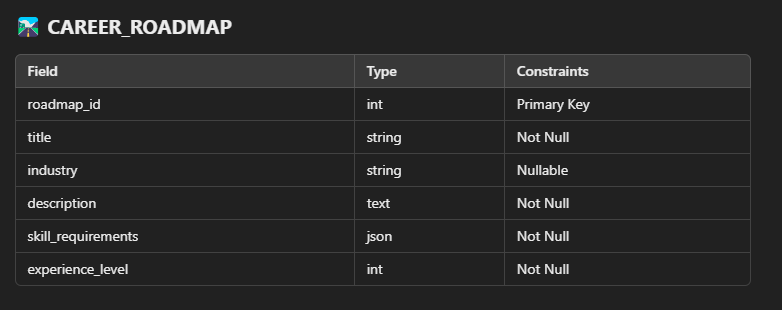 CAREER_ROADMAP
Field Type Constraints
roadmap_id int Primary Key
title string Not Null
industry string Nullable
description text Not Null
skill_requirements json Not Null
experience_level int Not Null